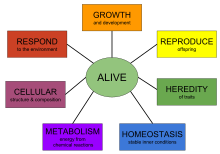 GROWTH
and development
RESPOND
to the environment
REPRODUCE
offspring
ALIVE
CELLULAR
structure & composition
HEREDITY
of traits
METABOLISM
energy from
chemical reactions
HOMEOSTASIS
stable inner conditions